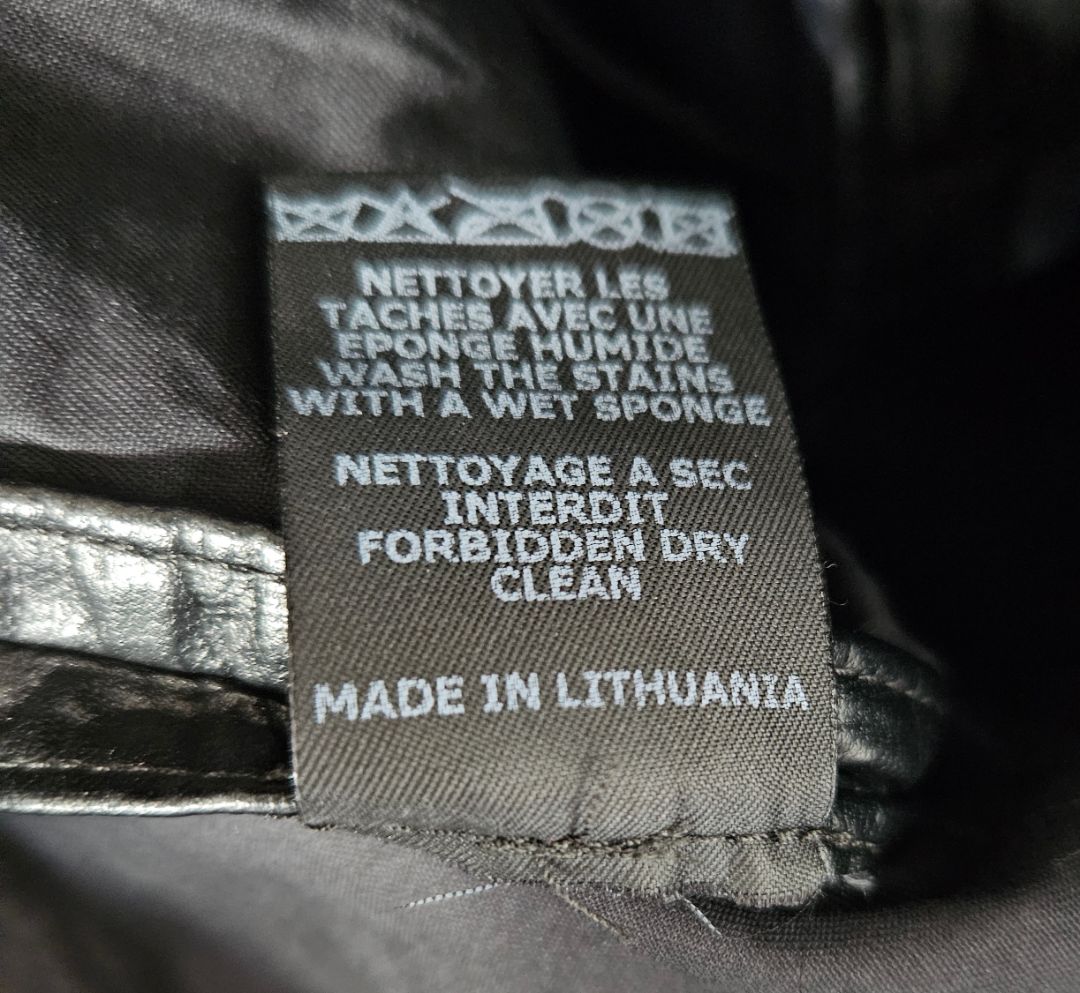 NETTOYER LES
TACHES AVEC UNE
EPONGE HUMIDE
WASH THE STAINS
WITH A WET SPONGE
NETTOYAGE A SEC
INTERDIT
FORBIDDEN DRY
CLEAN
MADE IN LITHUANIA